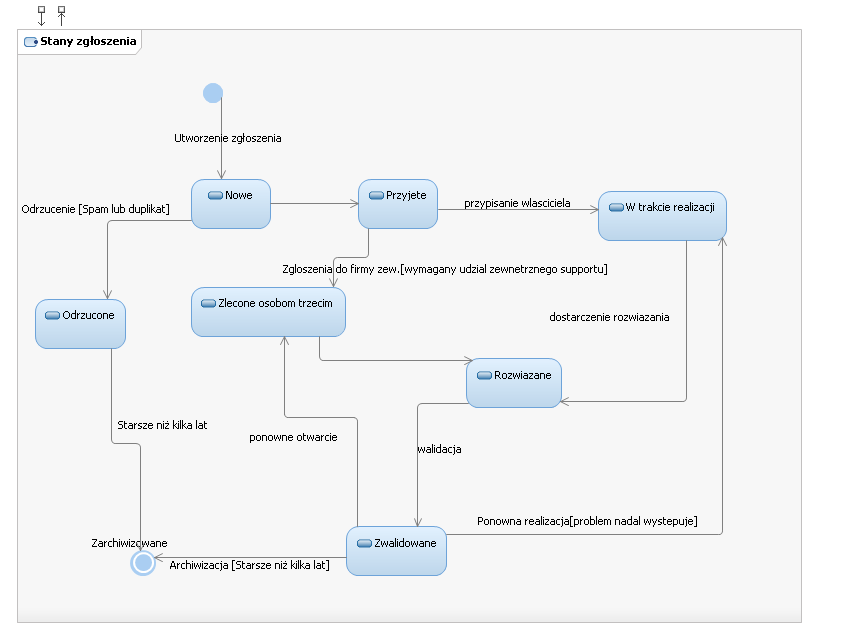 Stany zgłoszenia
Utworzenie zgłoszenia
Nowe
Przyjete
Odrzucenie [Spam lub duplikat]
przypisanie wlasciciela
W trakcie realizacji
Zgloszenia do firmy zew.[wymagany udzial zewnetrznego supportu]
Zlecone osobom trzecim
Odrzucone
dostarczenie rozwiazania
Rozwiazane
Starsze niż kilka lat
ponowne otwarcie
walidacja
Ponowna realizacja[problem nadal wystepuje]
Zarchiwizowane
Zwalidowane
Archiwizacja [Starsze niż kilka lat]